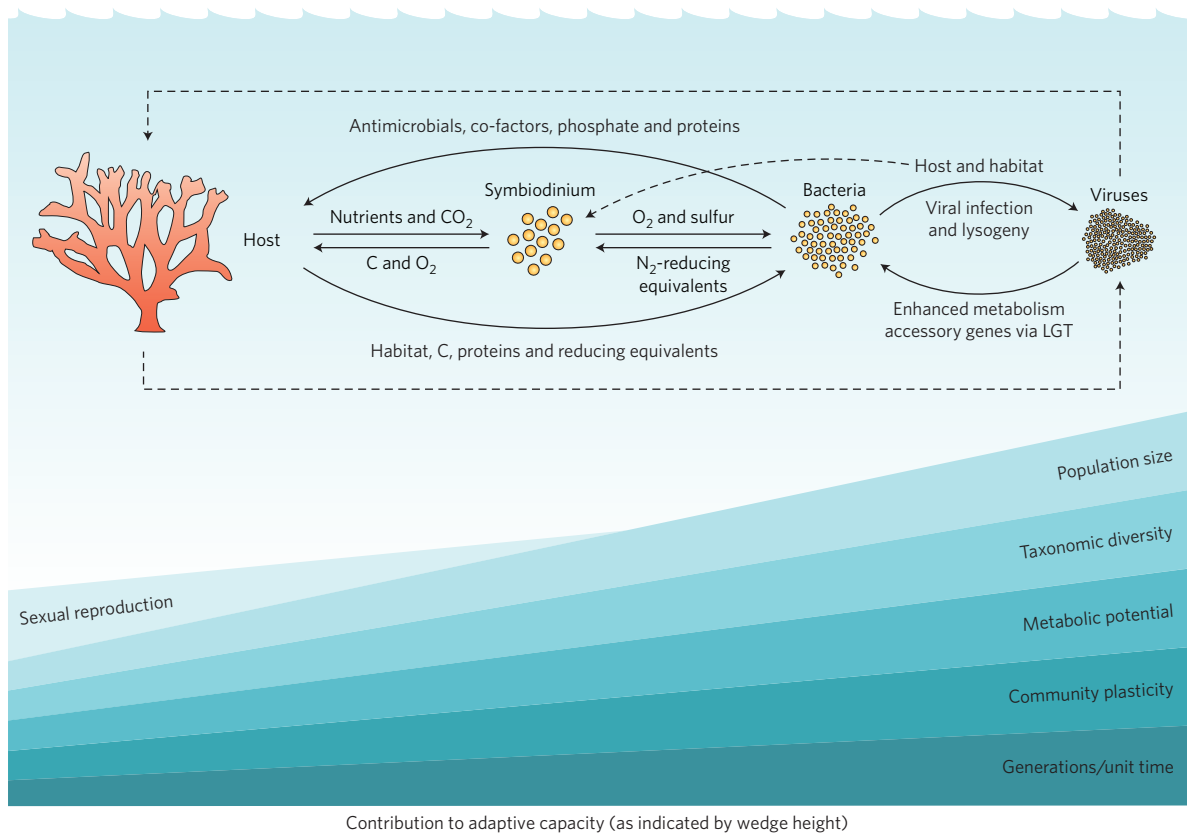 Antimicrobials, co-factors, phosphate and proteins
Host and habitat
Symbiodinium
Bacteria
Viruses
Nutrients and CO₂
O₂ and sulfur
Viral infection
and lysogeny
Host
C and O₂
N₂-reducing
equivalents
Enhanced metabolism
accessory genes via LGT
Habitat, C, proteins and reducing equivalents
Population size
Taxonomic diversity
Sexual reproduction
Metabolic potential
Community plasticity
Generations/unit time
Contribution to adaptive capacity (as indicated by wedge height)